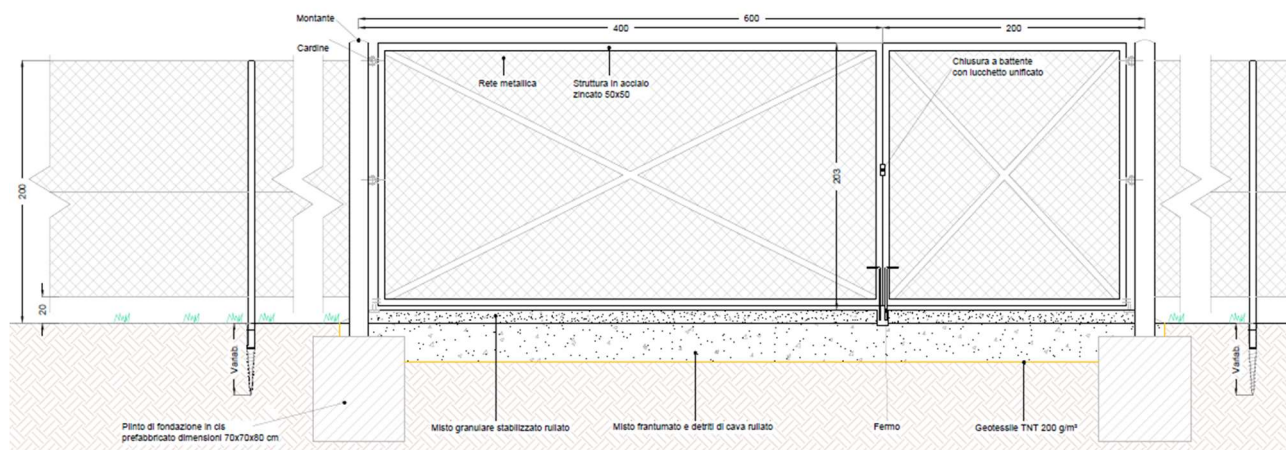 Montante
600
400
200
Cardine
Chiusura a battente
con lucchetto unificato
Rete metallica
Struttura in acciaio
zincato 50x50
200
203
20
Variab.
Variab.
Plinto di fondazione in cls
prefabbricato dimensioni 70x70x80 cm
Misto granulare stabilizzato rullato
Misto frantumato e detriti di cava rullato
Fermo
Geotessile TNT 200 g/m²